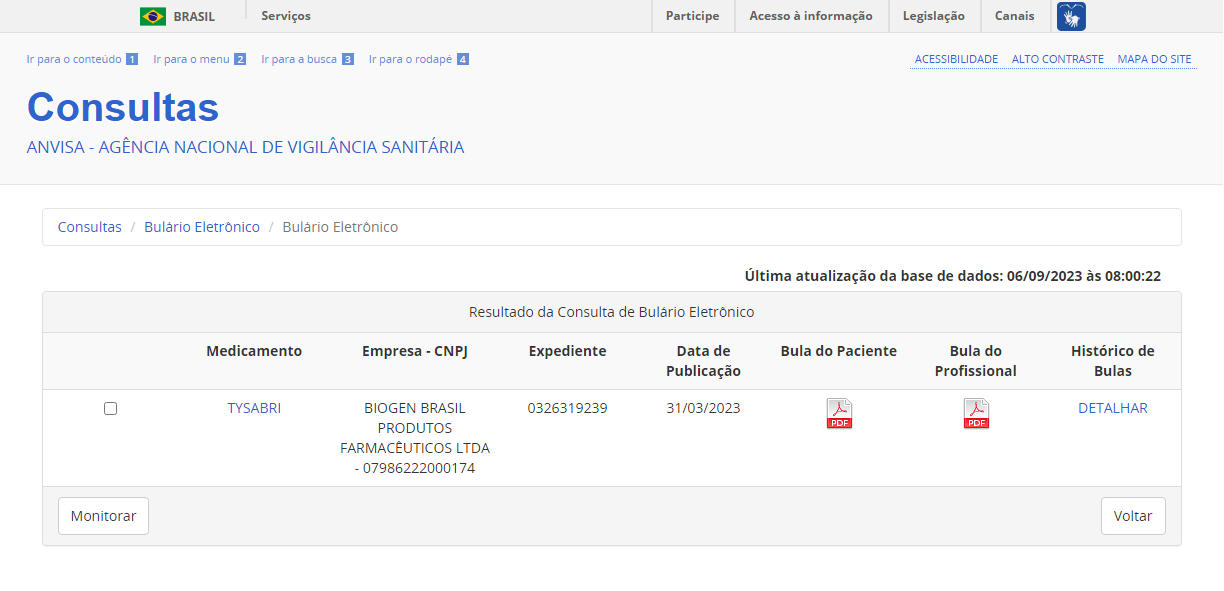 BRASIL Serviços Participe Acesso à informação Legislação Canais
Ir para o conteúdo 1 Ir para o menu 2 Ir para a busca 3 Ir para o rodapé 4 ACESSIBILIDADE ALTO CONTRASTE MAPA DO SITE
Consultas
ANVISA - AGÊNCIA NACIONAL DE VIGILÂNCIA SANITÁRIA
Consultas / Bulário Eletrônico / Bulário Eletrônico
Última atualização da base de dados: 06/09/2023 às 08:00:22
Resultado da Consulta de Bulário Eletrônico
Medicamento Empresa - CNPJ Expediente Data de Publicação Bula do Paciente Bula do Profissional Histórico de Bulas
TYSABRI BIOGEN BRASIL 0326319239 31/03/2023 PDF PDF DETALHAR
PRODUTOS
FARMACÊUTICOS LTDA
- 07986222000174
Monitorar Voltar